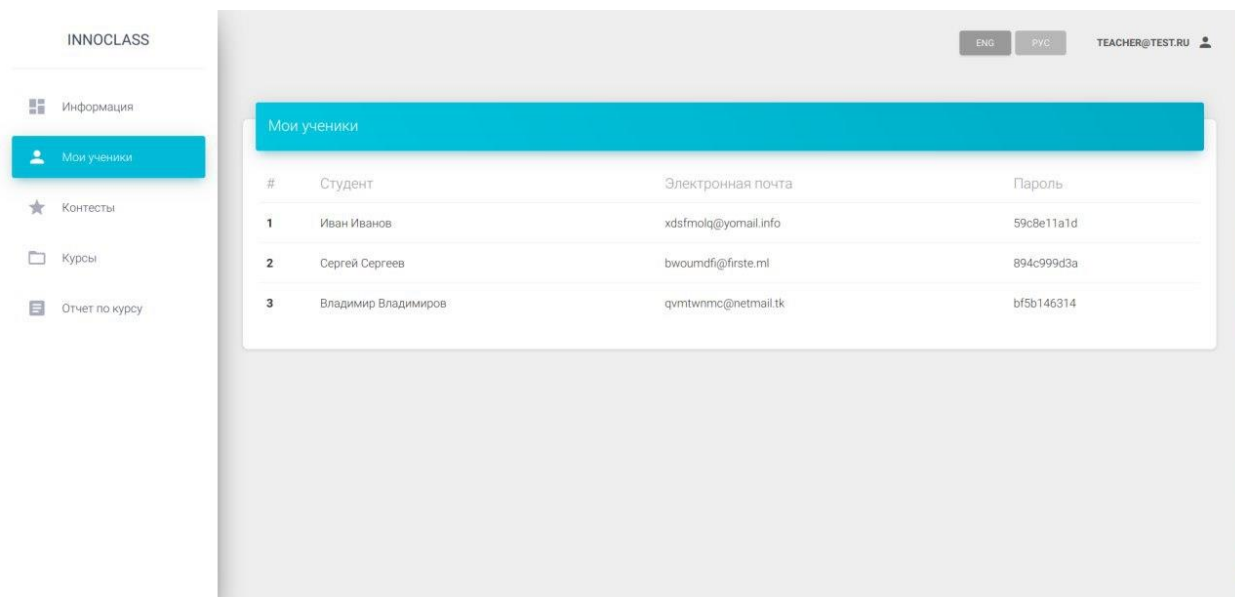 INNOCLASS
ENG РУС TEACHER@TEST.RU
Информация
Мои ученики
Контесты
Курсы
Отчет по курсу
Мои ученики
# Студент Электронная почта Пароль
1 Иван Иванов xdsfmolq@yomail.info 59c8e11a1d
2 Сергей Сергеев bwoumdfi@firste.ml 894c999d3a
3 Владимир Владимиров qvmtwnmc@netmail.tk bf5b146314